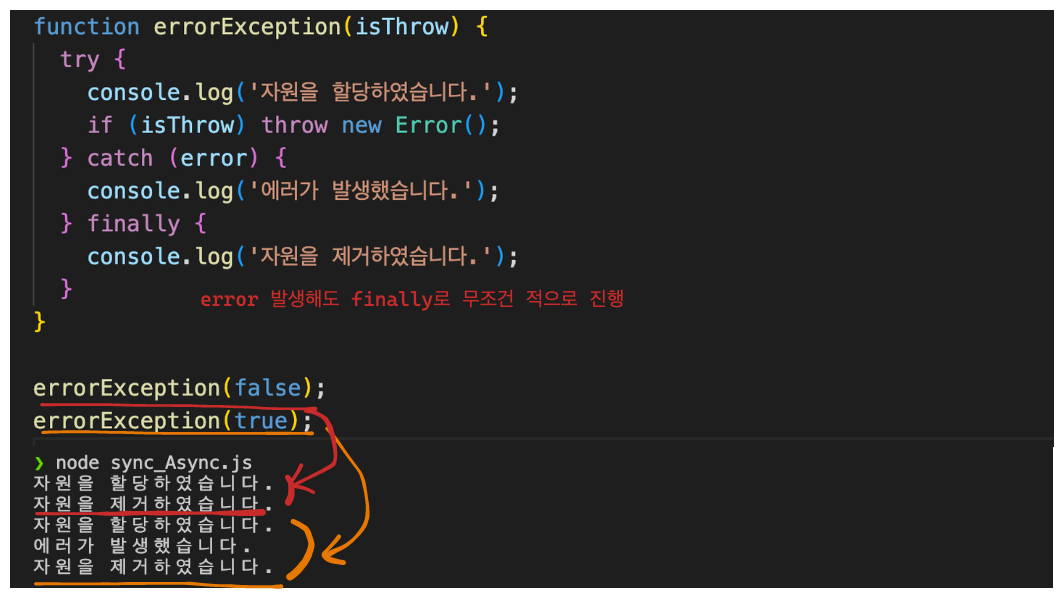 function errorException(isThrow) {
try {
console.log('자원을 할당하였습니다.');
if (isThrow) throw new Error();
} catch (error) {
console.log('에러가 발생했습니다.');
} finally {
console.log('자원을 제거하였습니다.');
}
error 발생해도 finally로 무조건 적으로 진행
}
errorException(false);
errorException(true);
❯ node sync_Async.js
자원을 할당하였습니다.
자원을 제거하였습니다.
자원을 할당하였습니다.
에러가 발생했습니다.
자원을 제거하였습니다.